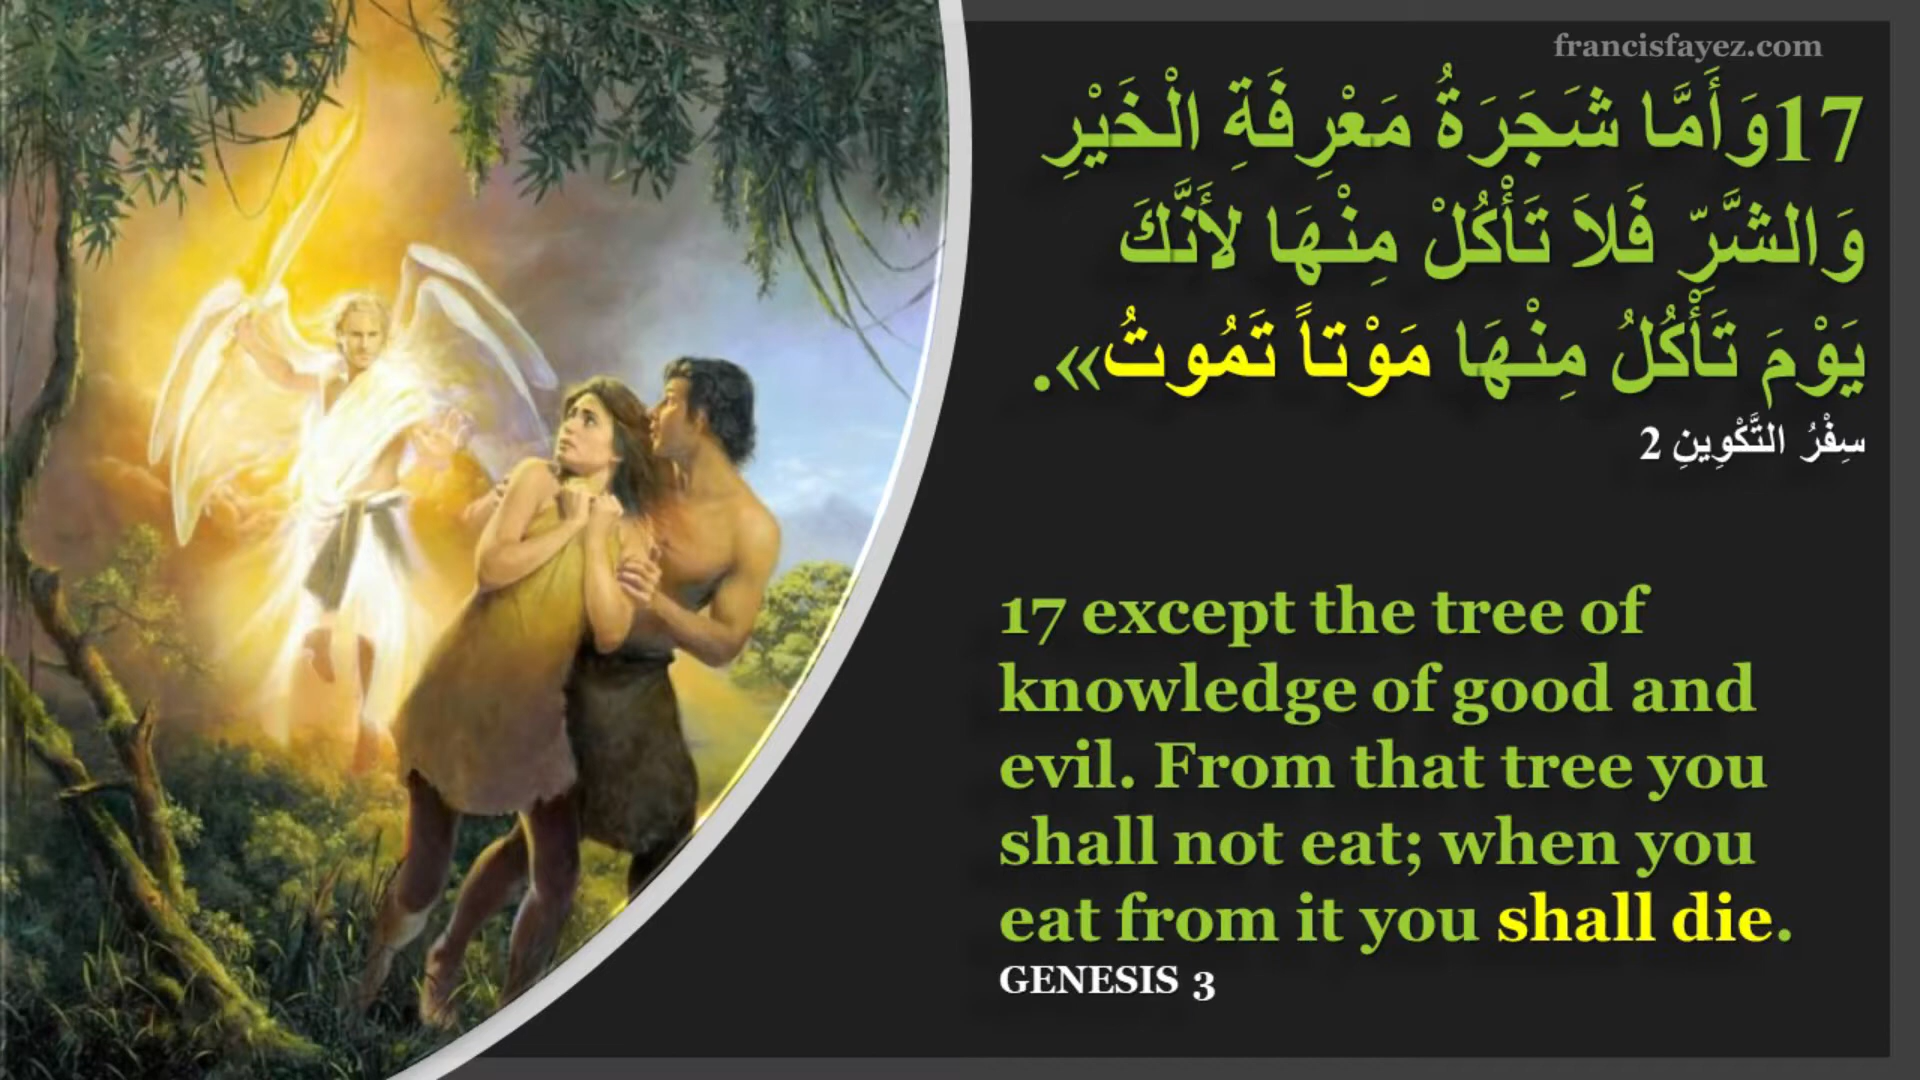 francisfayez.com
17وَأَمَّا شَجَرَةُ مَعْرِفَةِ الْخَيْرِ
وَالشَّرِّ فَلاَ تَأْكُلْ مِنْهَا لأَنَّكَ
يَوْمَ تَأْكُلُ مِنْهَا مَوْتاً تَمُوتُ».
سِفْرُ التَّكْوِينِ 2
17 except the tree of
knowledge of good and
evil. From that tree you
shall not eat; when you
eat from it you shall die.
GENESIS 3